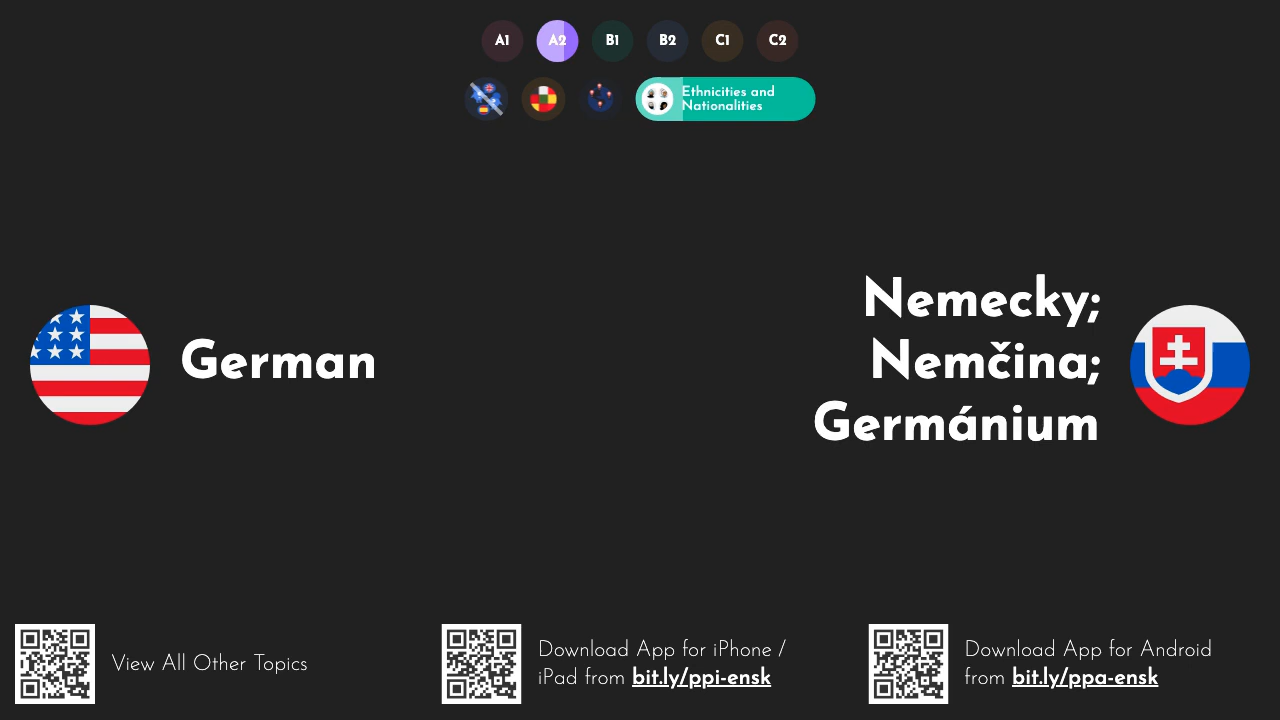 A1 A2 B1 B2 C1 C2
Ethnicities and
Nationalities
German
Nemecky;
Nemčina;
Germánium
View All Other Topics
Download App for iPhone /
iPad from bit.ly/ppi-ensk
Download App for Android
from bit.ly/ppa-ensk